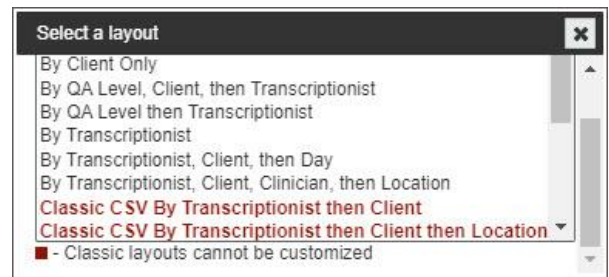 Select a layout
By Client Only
By QA Level, Client, then Transcriptionist
By QA Level then Transcriptionist
By Transcriptionist
By Transcriptionist, Client, then Day
By Transcriptionist, Client, Clinician, then Location
Classic CSV By Transcriptionist then Client
Classic CSV By Transcriptionist then Client then Location
- Classic layouts cannot be customized